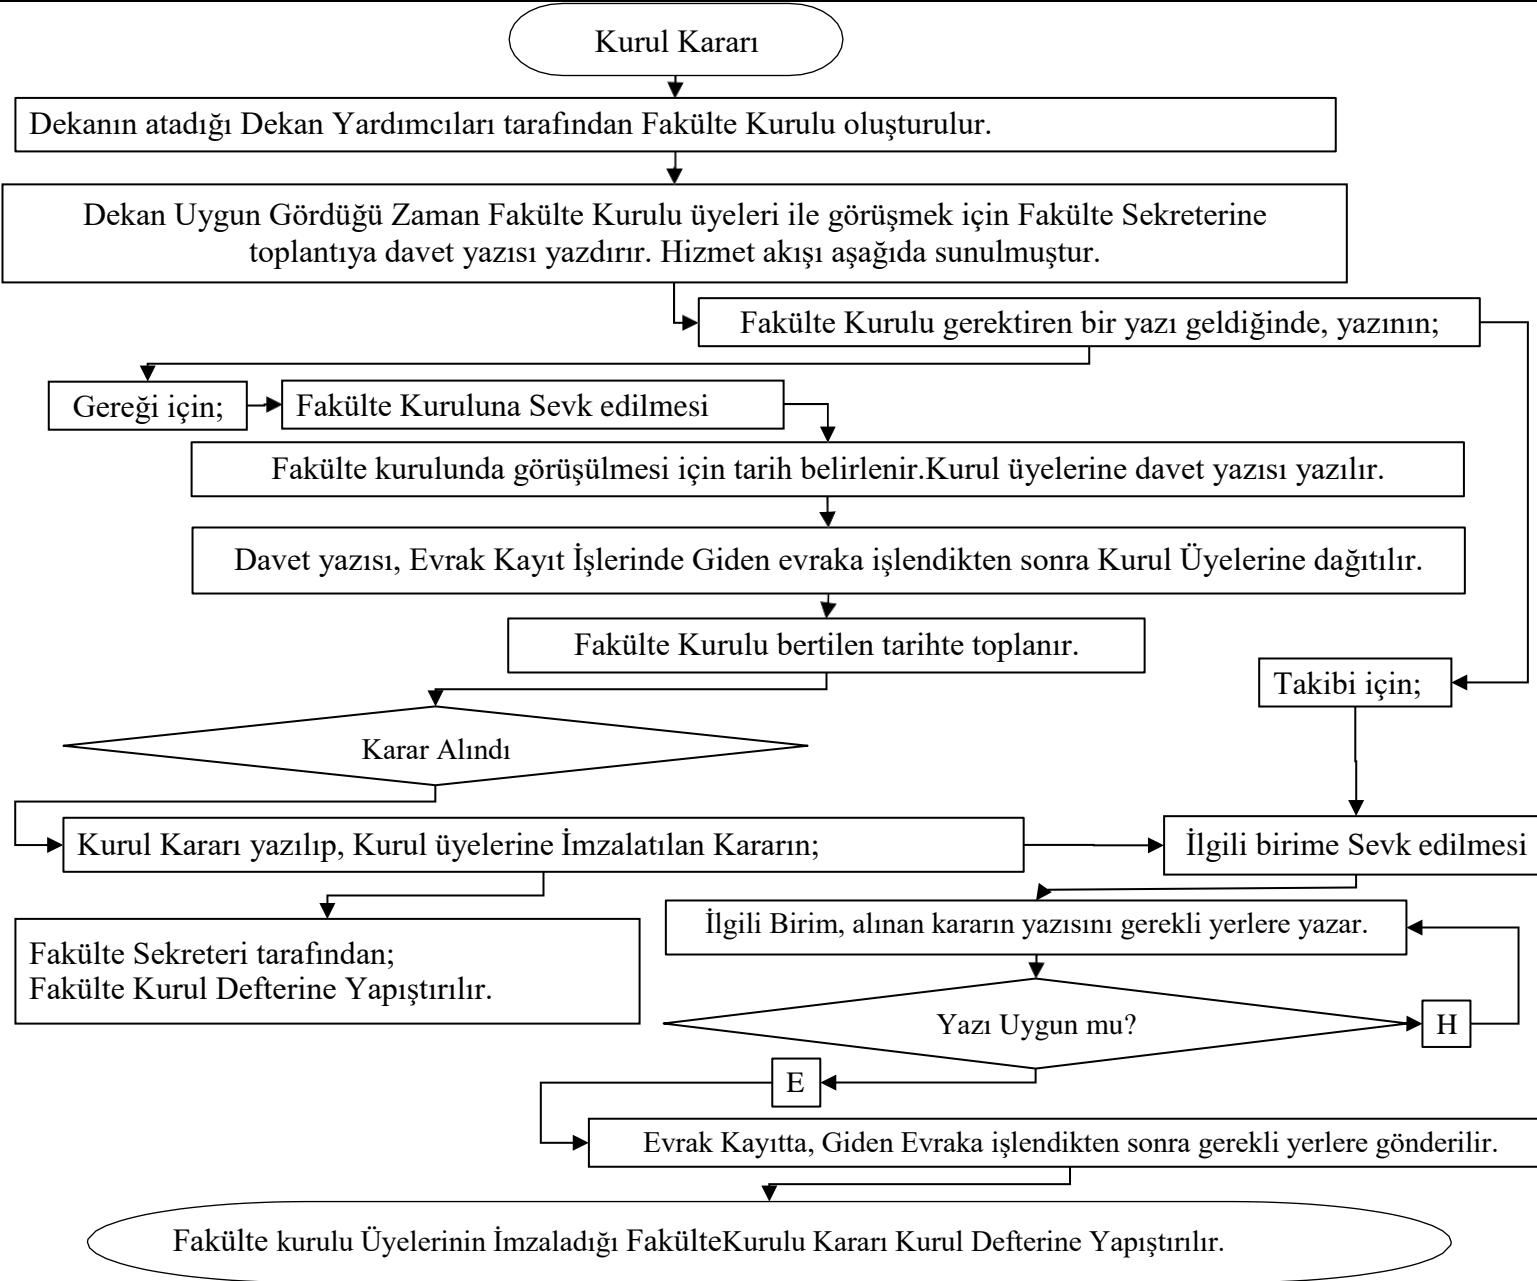 Kurul Kararı
Dekanın atadığı Dekan Yardımcıları tarafından Fakülte Kurulu oluşturulur.
Dekan Uygun Gördüğü Zaman Fakülte Kurulu üyeleri ile görüşmek için Fakülte Sekreterine
toplantıya davet yazısı yazdırır. Hizmet akışı aşağıda sunulmuştur.
Fakülte Kurulu gerektiren bir yazı geldiğinde, yazının;
Gereği için;
Fakülte Kuruluna Sevk edilmesi
Fakülte kurulunda görüşülmesi için tarih belirlenir.Kurul üyelerine davet yazısı yazılır.
Davet yazısı, Evrak Kayıt İşlerinde Giden evraka işlendikten sonra Kurul Üyelerine dağıtılır.
Fakülte Kurulu bertilen tarihte toplanır.
Takibi için;
Karar Alındı
Kurul Kararı yazılıp, Kurul üyelerine İmzalatılan Kararın;
İlgili birime Sevk edilmesi
İlgili Birim, alınan kararın yazısını gerekli yerlere yazar.
Fakülte Sekreteri tarafından;
Fakülte Kurul Defterine Yapıştırılır.
Yazı Uygun mu?
H
E
Evrak Kayıtta, Giden Evraka işlendikten sonra gerekli yerlere gönderilir.
Fakülte kurulu Üyelerinin İmzaladığı FakülteKurulu Kararı Kurul Defterine Yapıştırılır.